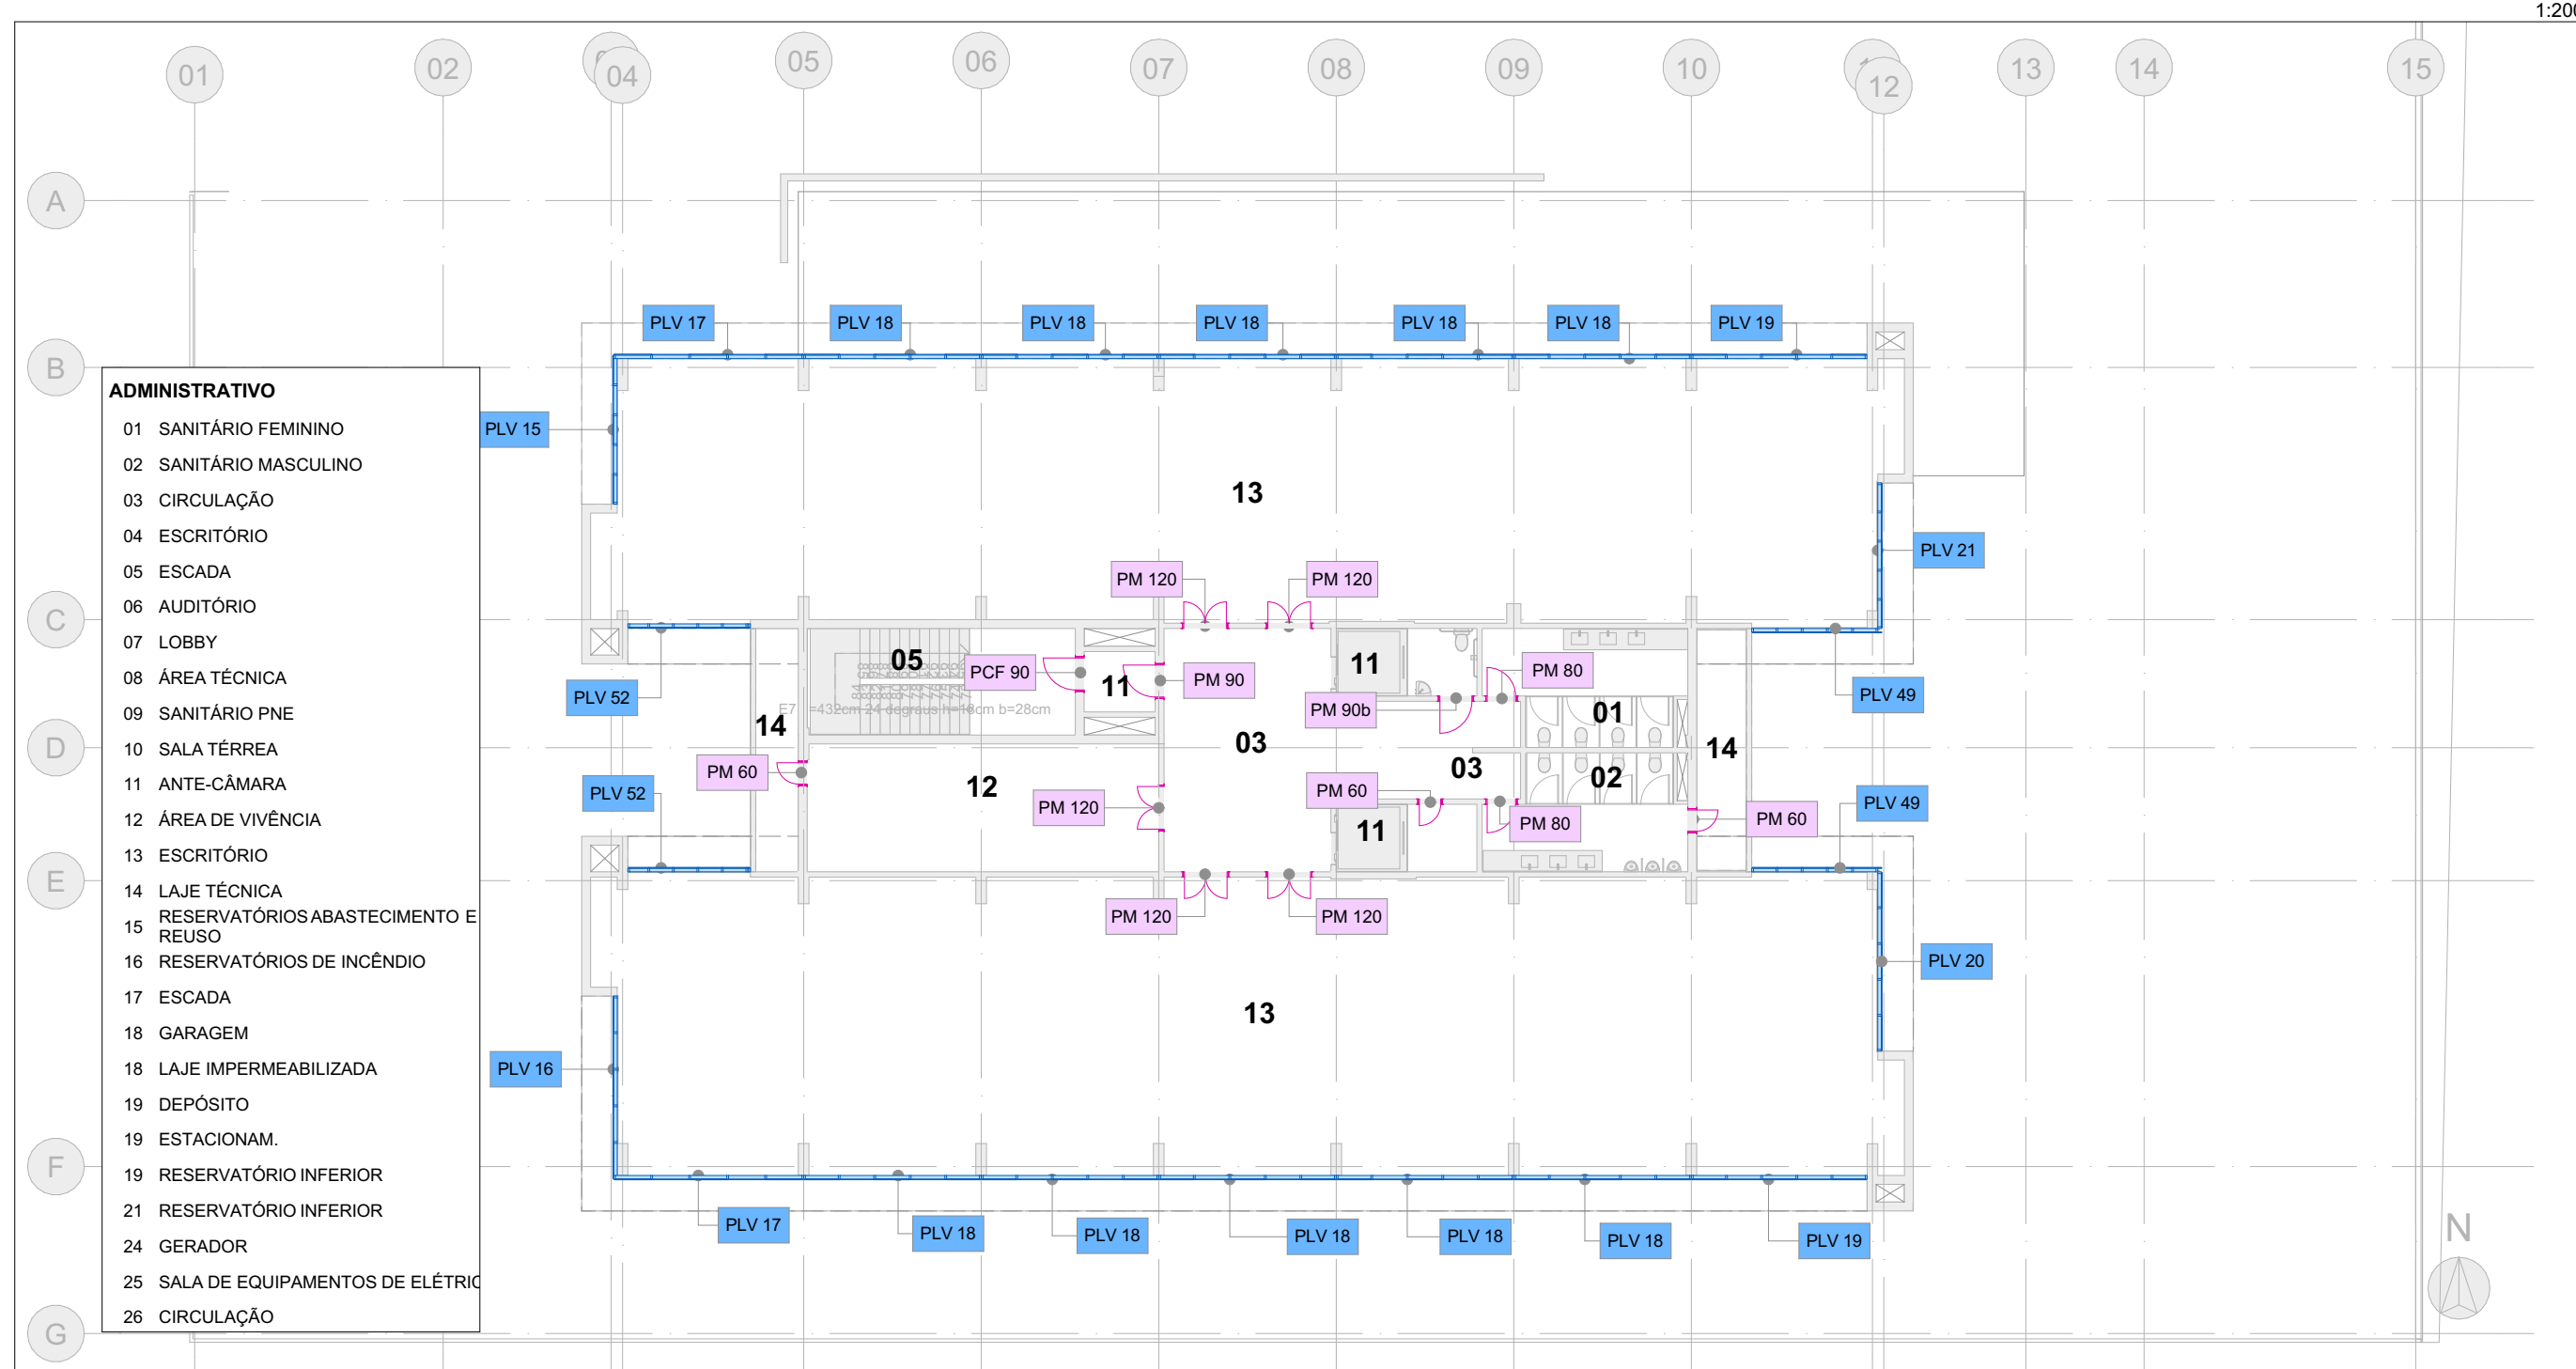 1:200
01 02 04 05 06 07 08 09 10 12 13 14 15
A
B
C
D
E
F
G
PLV 17 PLV 18 PLV 18 PLV 18 PLV 18 PLV 18 PLV 19
ADMINISTRATIVO
01 SANITÁRIO FEMININO
02 SANITÁRIO MASCULINO
03 CIRCULAÇÃO
04 ESCRITÓRIO
05 ESCADA
06 AUDITÓRIO
07 LOBBY
08 ÁREA TÉCNICA
09 SANITÁRIO PNE
10 SALA TÉRREA
11 ANTE-CÂMARA
12 ÁREA DE VIVÊNCIA
13 ESCRITÓRIO
14 LAJE TÉCNICA
15 RESERVATÓRIOS ABASTECIMENTO E
REUSO
16 RESERVATÓRIOS DE INCÊNDIO
17 ESCADA
18 GARAGEM
18 LAJE IMPERMEABILIZADA
19 DEPÓSITO
19 ESTACIONAM.
19 RESERVATÓRIO INFERIOR
21 RESERVATÓRIO INFERIOR
24 GERADOR
25 SALA DE EQUIPAMENTOS DE ELÉTRIC
26 CIRCULAÇÃO
PLV 15
13
PLV 21
PM 120 PM 120
05
PCF 90
11
PM 90
11
PM 80
PLV 52
PM 90b
01
PLV 49
=432cm 24 degraus h=18cm b=28cm
14
03
14
PM 60
12
03
02
PLV 52
PM 120
PM 60
PLV 49
11
PM 80
PM 60
PM 120 PM 120
PLV 20
13
PLV 16
PLV 17 PLV 18 PLV 18 PLV 18 PLV 18 PLV 18 PLV 19
N